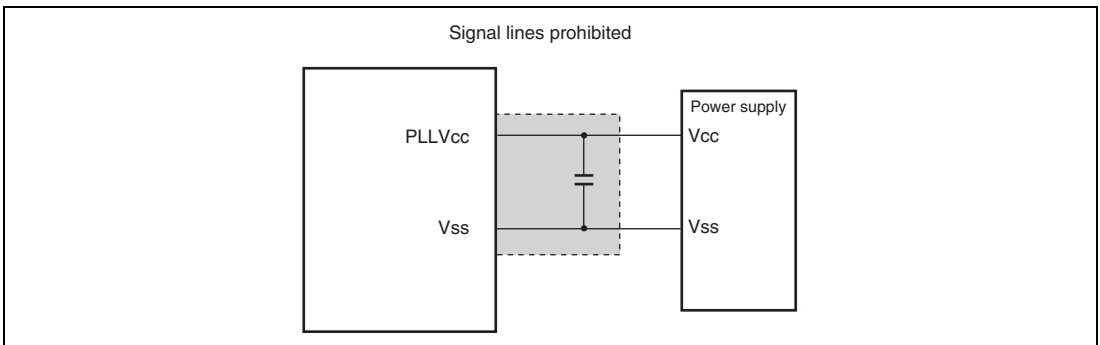 Signal lines prohibited
Power supply
PLLVcc
Vcc
Vss
Vss